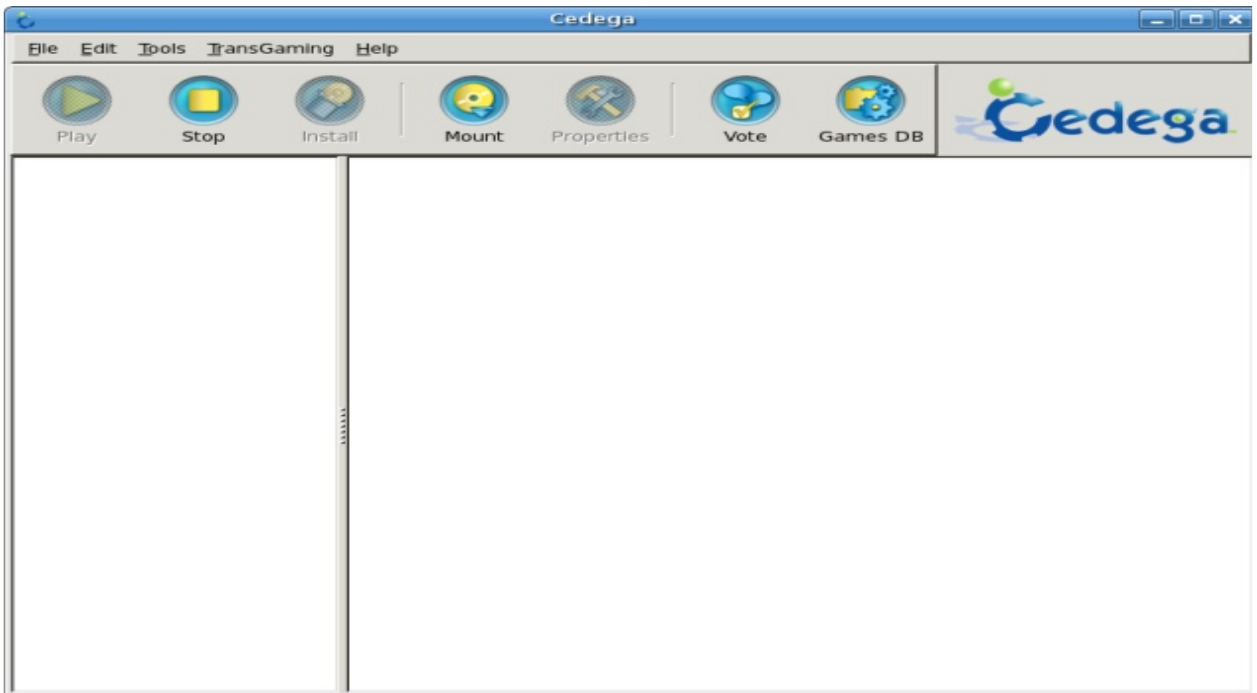 Cedega
File Edit Tools TransGaming Help
Play Stop Install Mount Properties Vote Games DB
Cedega